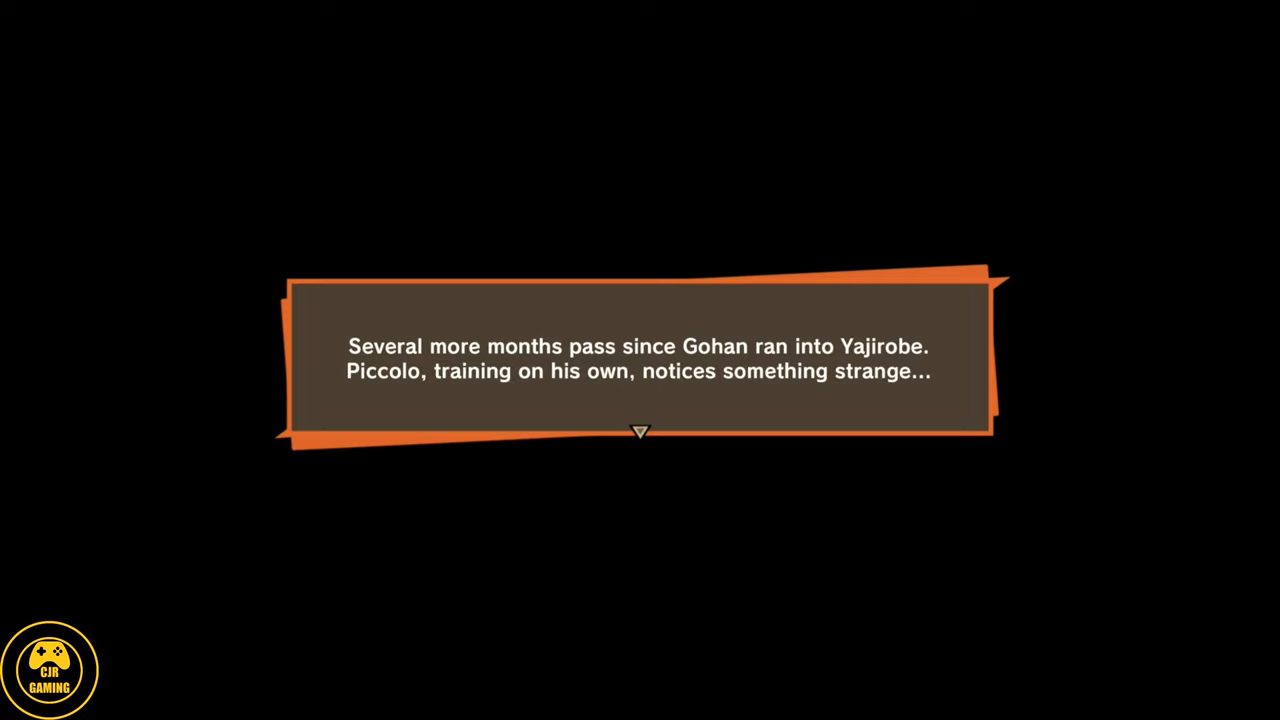 Several more months pass since Gohan ran into Yajirobe.
Piccolo, training on his own, notices something strange...
CJR
GAMING